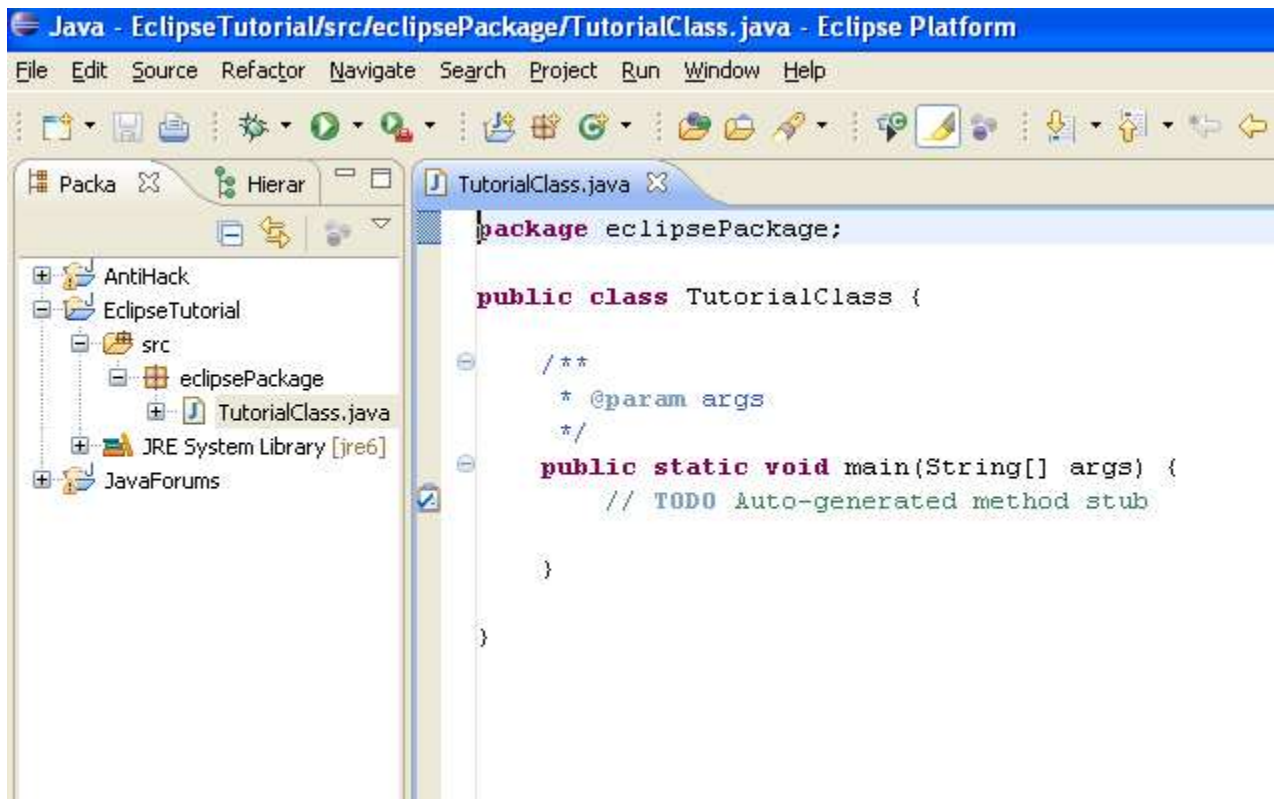 Java - EclipseTutorial/src/eclipsePackage/TutorialClass.java - Eclipse Platform
File Edit Source Refactor Navigate Search Project Run Window Help
Packa Hierar
TutorialClass.java
AntiHack
EclipseTutorial
src
eclipsePackage
TutorialClass.java
JRE System Library [jre6]
JavaForums
package eclipsePackage;
public class TutorialClass {
/**
* @param args
*/
public static void main(String[] args) {
// TODO Auto-generated method stub
}
}